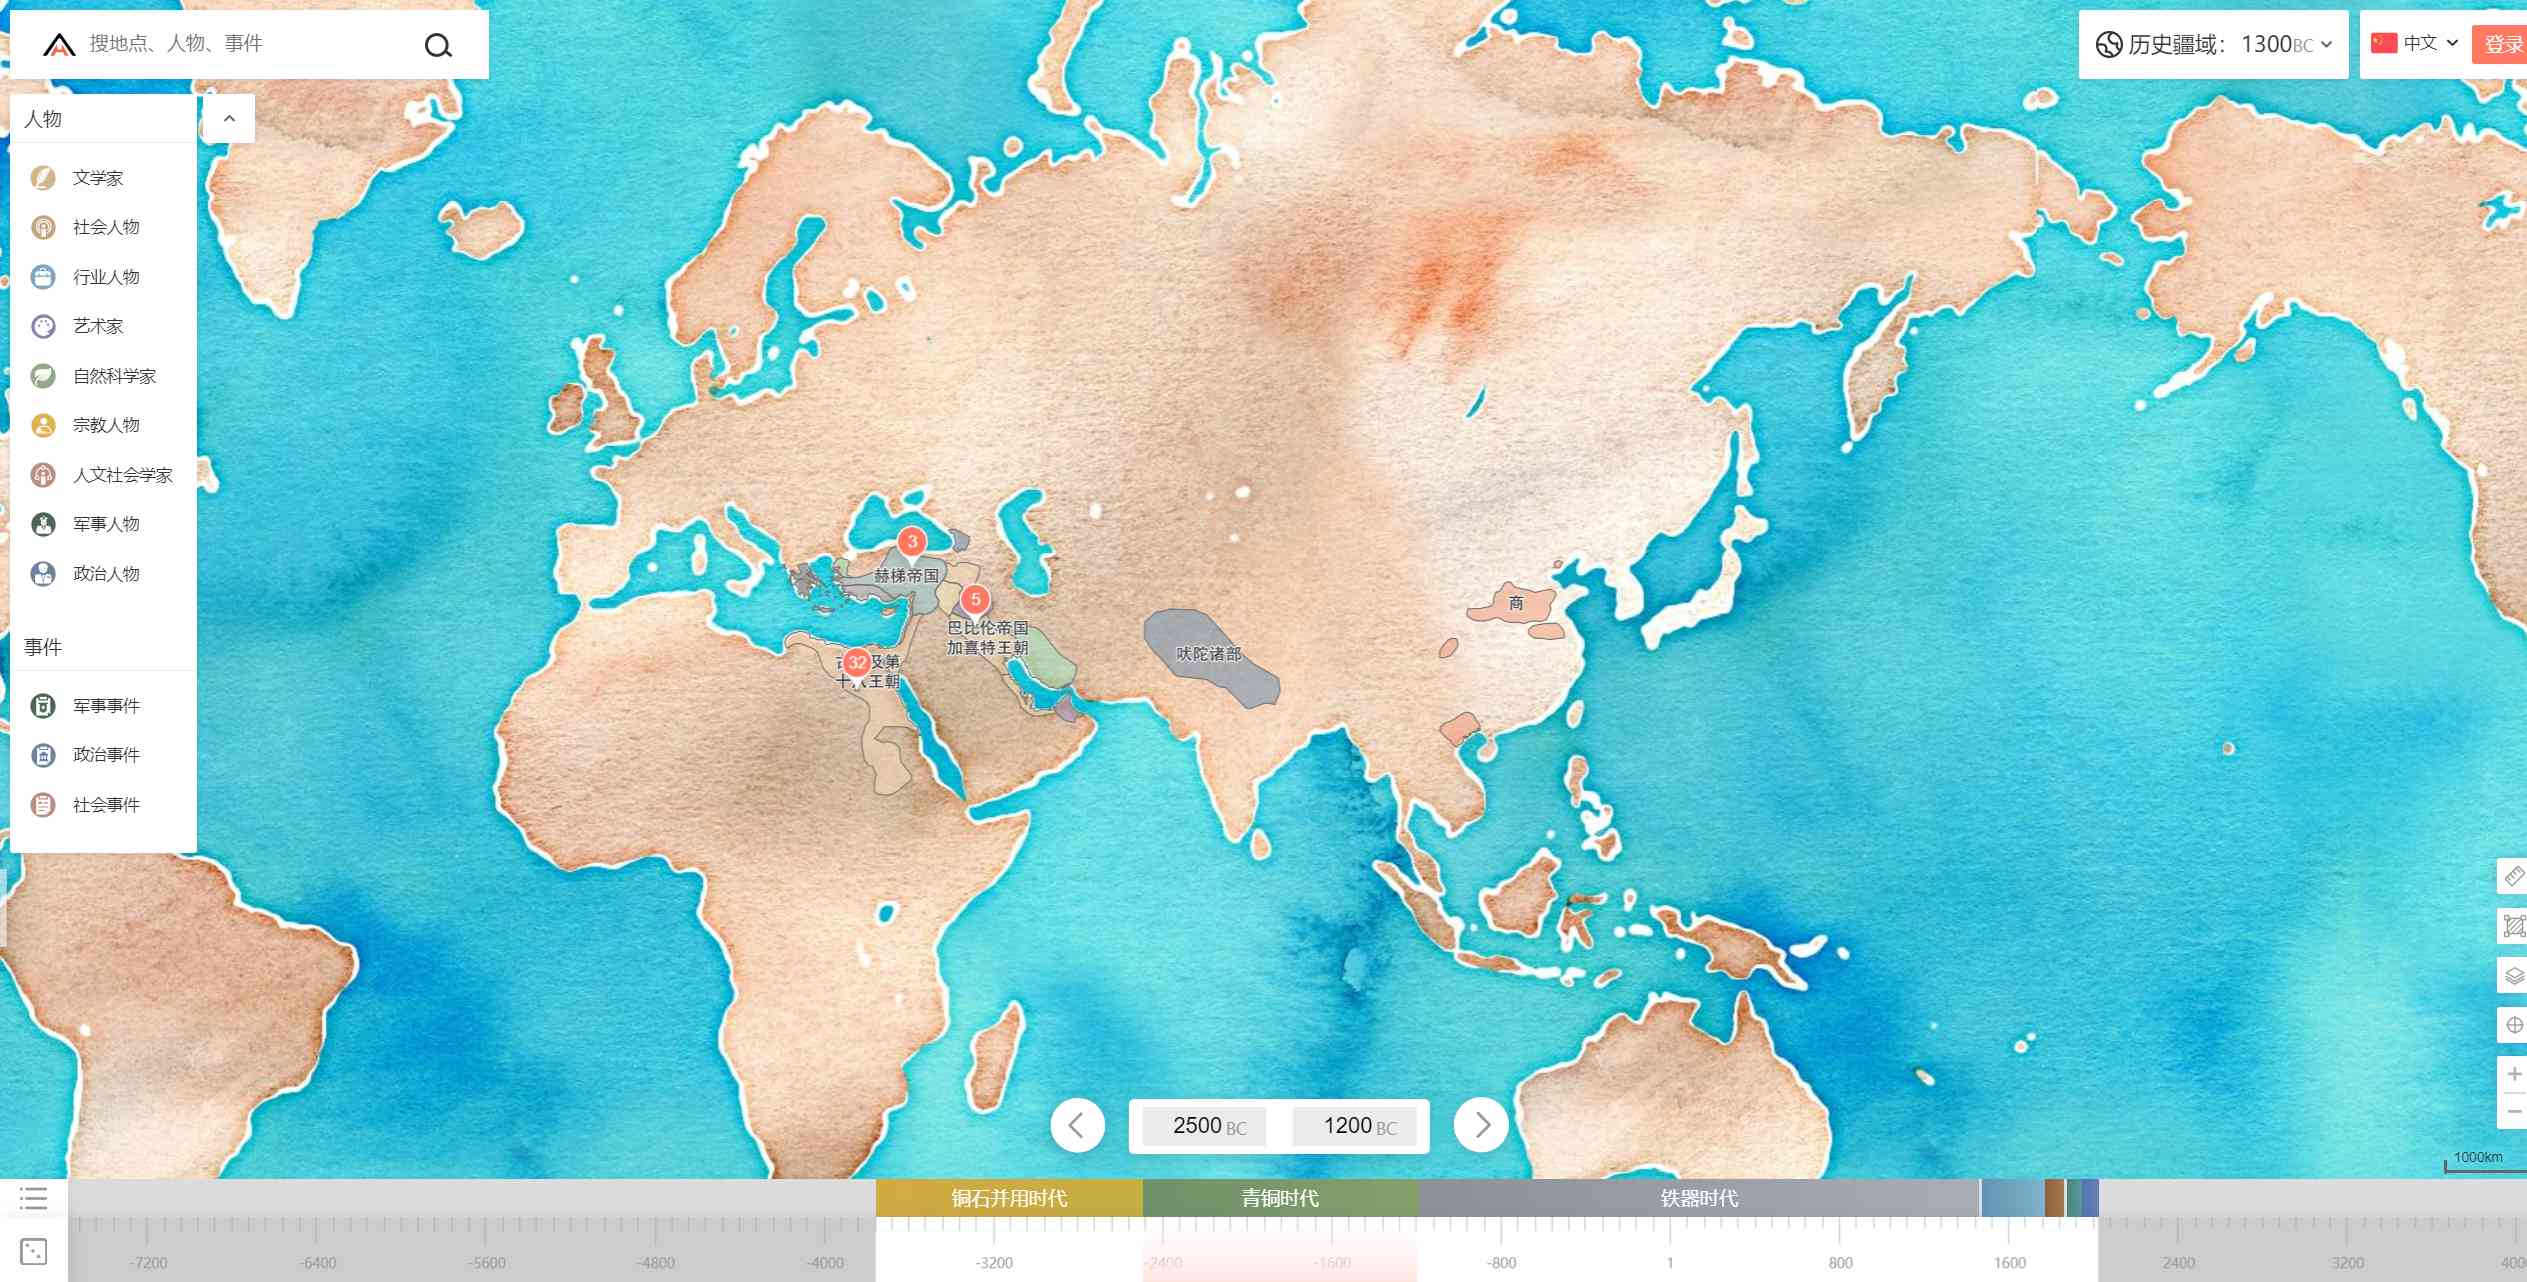 搜地点、人物、事件
历史疆域： 1300BC
中文
登录
人物
文学家
社会人物
行业人物
艺术家
自然科学家
宗教人物
人文社会学家
军事人物
政治人物
事件
军事事件
政治事件
社会事件
3
赫梯帝国
5
巴比伦帝国
加喜特王朝
32
及第
十八王朝
吠陀诸部
商
2500 BC
1200 BC
1000km
铜石并用时代
青铜时代
铁器时代
-7200
-6400
-5600
-4800
-4000
-3200
-2400
-1600
-800
1
800
1600
2400
3200